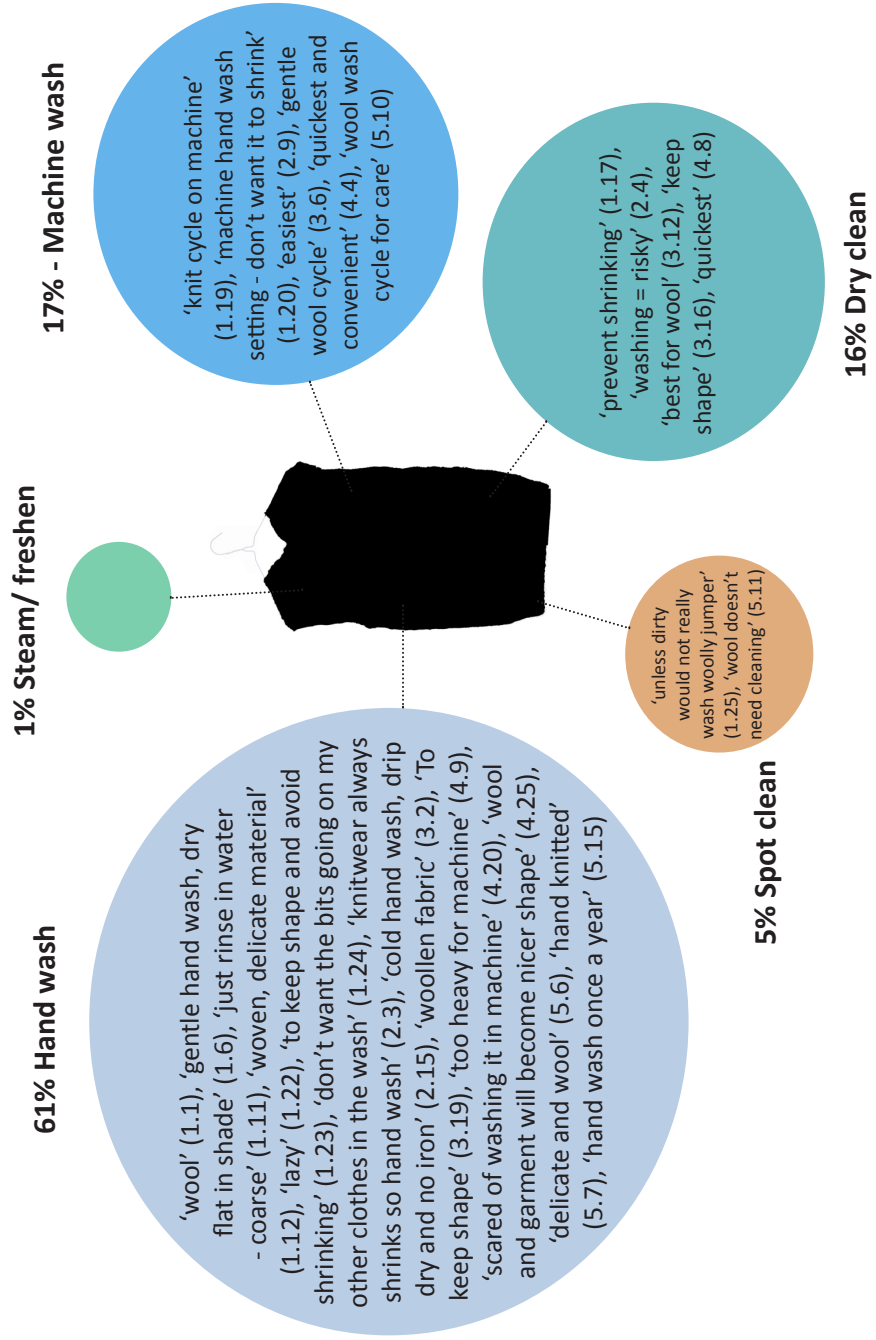 61% Hand wash
‘wool’ (1.1), ‘gentle hand wash, dry
flat in shade’ (1.6), ‘just rinse in water
- coarse’ (1.11), ‘woven, delicate material’
(1.12), ‘lazy’ (1.22), ‘to keep shape and avoid
shrinking’ (1.23), ‘don’t want the bits going on my
other clothes in the wash’ (1.24), ‘knitwear always
shrinks so hand wash’ (2.3), ‘cold hand wash, drip
dry and no iron’ (2.15), ‘woollen fabric’ (3.2), ‘To
keep shape’ (3.19), ‘too heavy for machine’ (4.9),
‘scared of washing it in machine’ (4.20), ‘wool
and garment will become nicer shape’ (4.25),
‘delicate and wool’ (5.6), ‘hand knitted’
(5.7), ‘hand wash once a year’ (5.15)
1% Steam/ freshen
17% - Machine wash
‘knit cycle on machine’
(1.19), ‘machine hand wash
setting - don’t want it to shrink’
(1.20), ‘easiest’ (2.9), ‘gentle
wool cycle’ (3.6), ‘quickest and
convenient’ (4.4), ‘wool wash
cycle for care’ (5.10)
‘unless dirty
would not really
wash woolly jumper’
(1.25), ‘wool doesn’t
need cleaning’ (5.11)
5% Spot clean
‘prevent shrinking’ (1.17),
‘washing = risky’ (2.4),
‘best for wool’ (3.12), ‘keep
shape’ (3.16), ‘quickest’ (4.8)
16% Dry clean